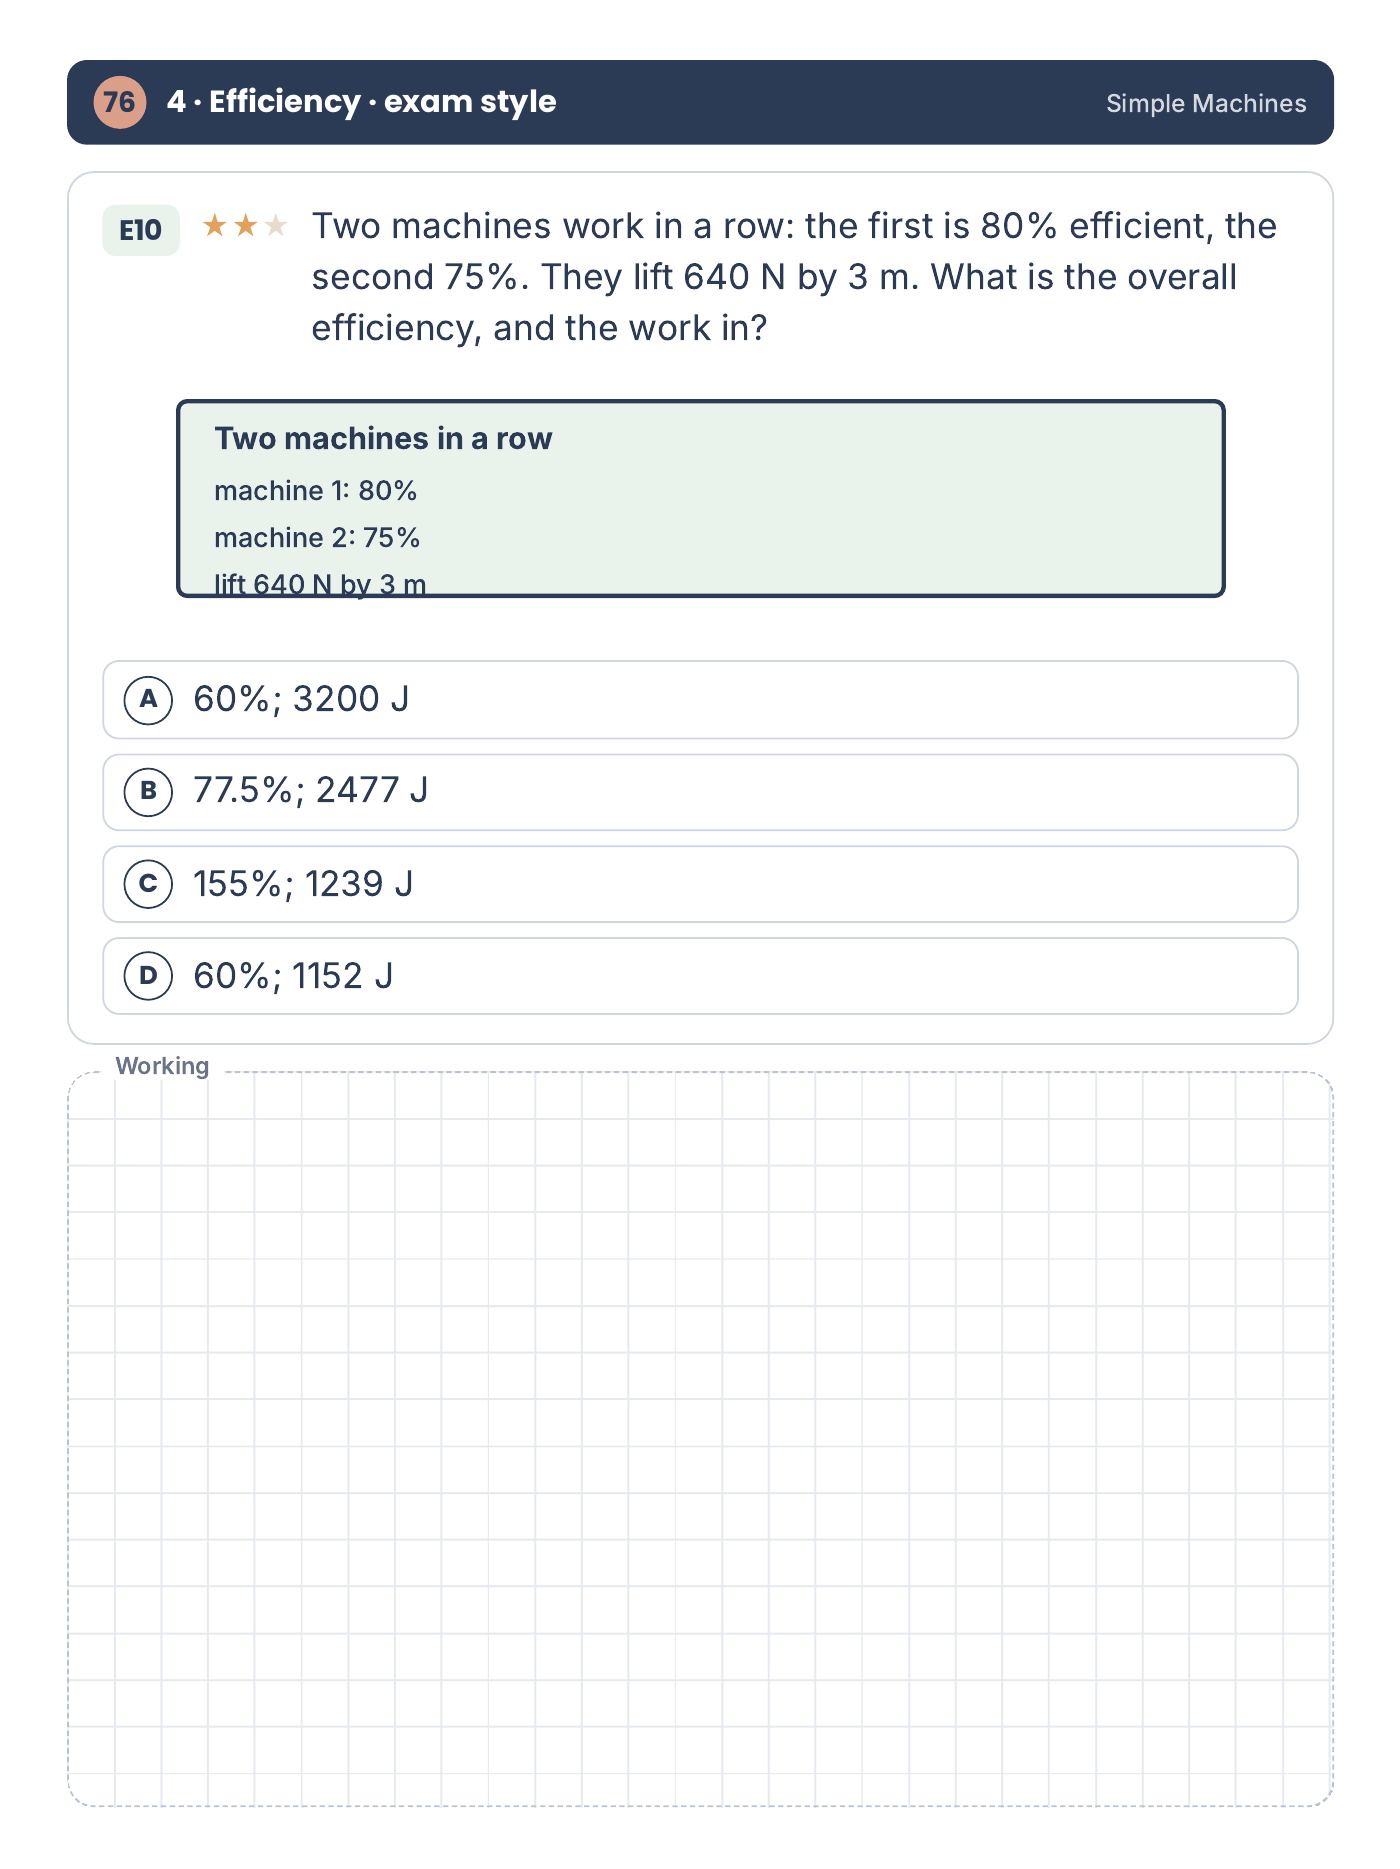 76 4 · Efficiency · exam style Simple Machines
E10 ★★★ Two machines work in a row: the first is 80% efficient, the
second 75%. They lift 640 N by 3 m. What is the overall
efficiency, and the work in?
Two machines in a row
machine 1: 80%
machine 2: 75%
lift 640 N by 3 m
A 60%; 3200 J
B 77.5%; 2477 J
C 155%; 1239 J
D 60%; 1152 J
Working